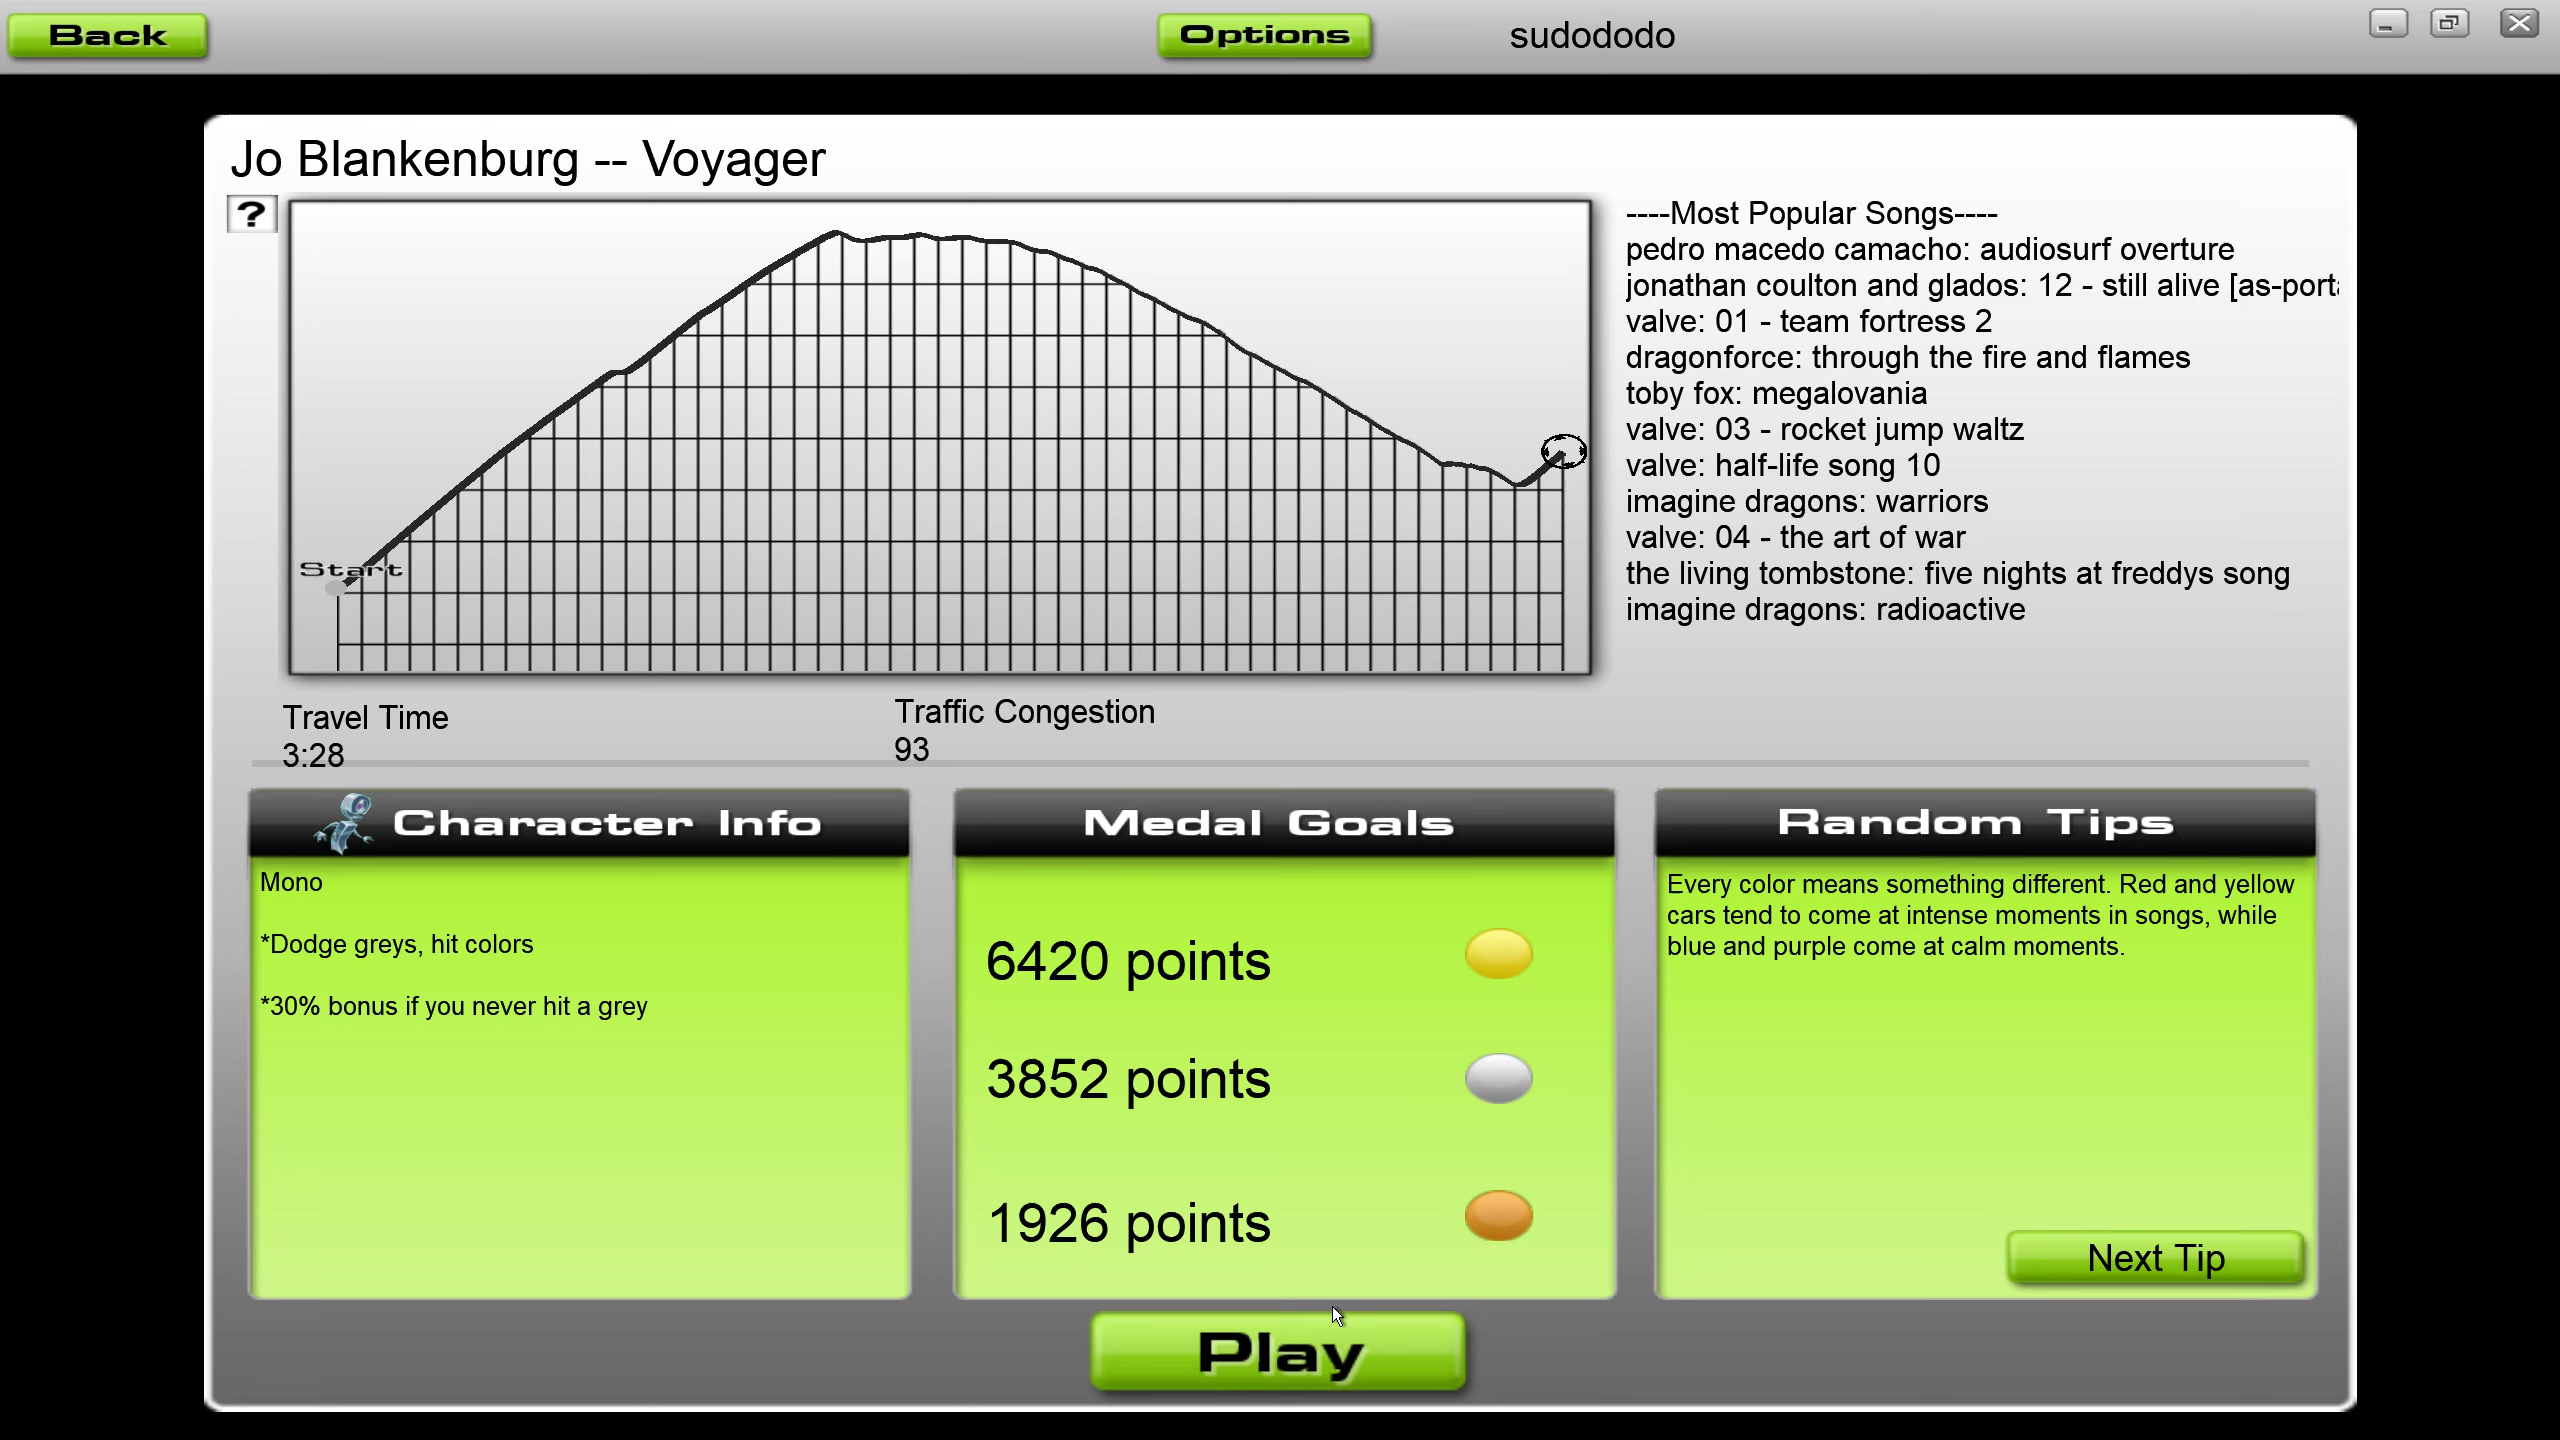 Back
Options
sudododo
Jo Blankenburg -- Voyager
?
Start
----Most Popular Songs----
pedro macedo camacho: audiosurf overture
jonathan coulton and glados: 12 - still alive [as-port
valve: 01 - team fortress 2
dragonforce: through the fire and flames
toby fox: megalovania
valve: 03 - rocket jump waltz
valve: half-life song 10
imagine dragons: warriors
valve: 04 - the art of war
the living tombstone: five nights at freddys song
imagine dragons: radioactive
Travel Time
3:28
Traffic Congestion
93
Character Info
Mono
*Dodge greys, hit colors
*30% bonus if you never hit a grey
Medal Goals
6420 points
3852 points
1926 points
Random Tips
Every color means something different. Red and yellow
cars tend to come at intense moments in songs, while
blue and purple come at calm moments.
Next Tip
Play